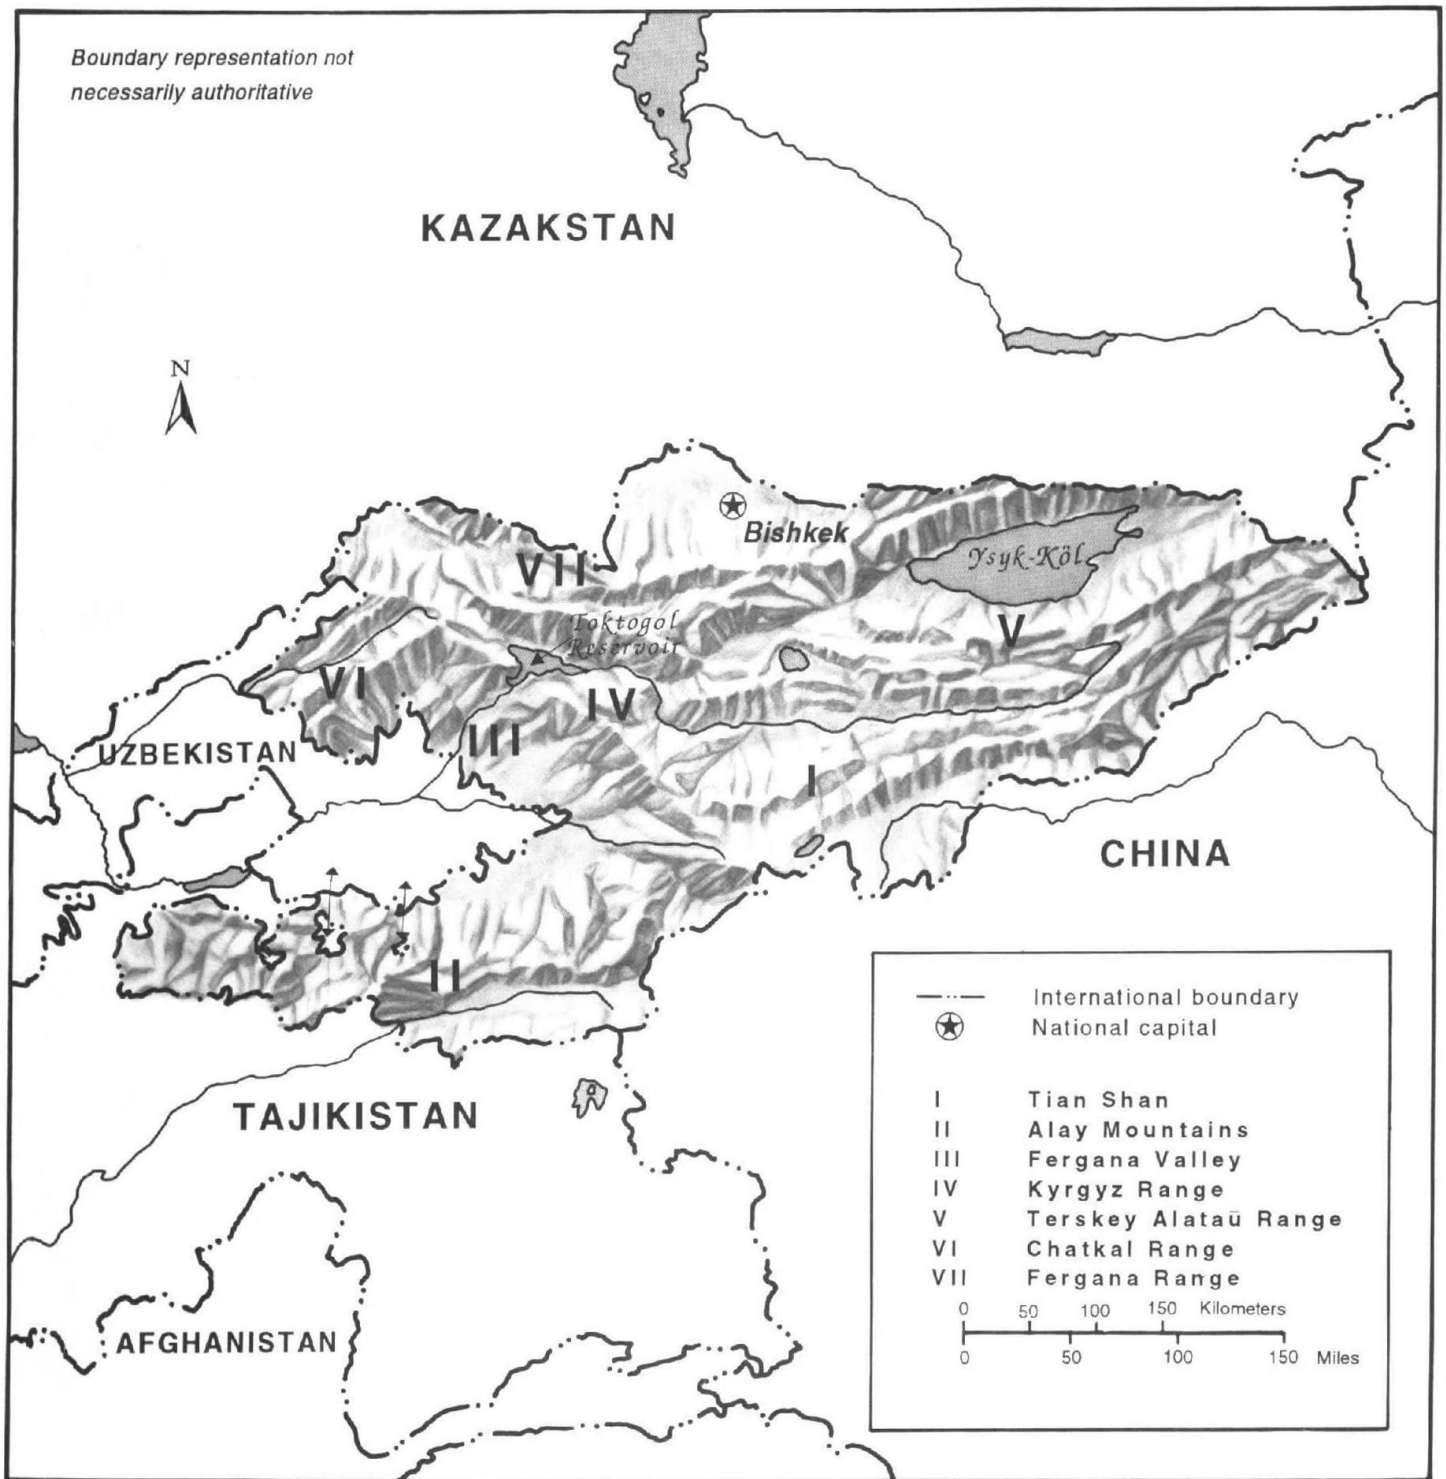 Boundary representation not
necessarily authoritative
KAZAKSTAN
N
Bishkek
Ysyk-Köl
VII
Toktogol
Reservoir
V
VI
IV
III
UZBEKISTAN
I
CHINA
II
TAJIKISTAN
AFGHANISTAN
International boundary
National capital
I Tian Shan
II Alay Mountains
III Fergana Valley
IV Kyrgyz Range
V Terskey Alataū Range
VI Chatkal Range
VII Fergana Range
0 50 100 150 Kilometers
0 50 100 150 Miles